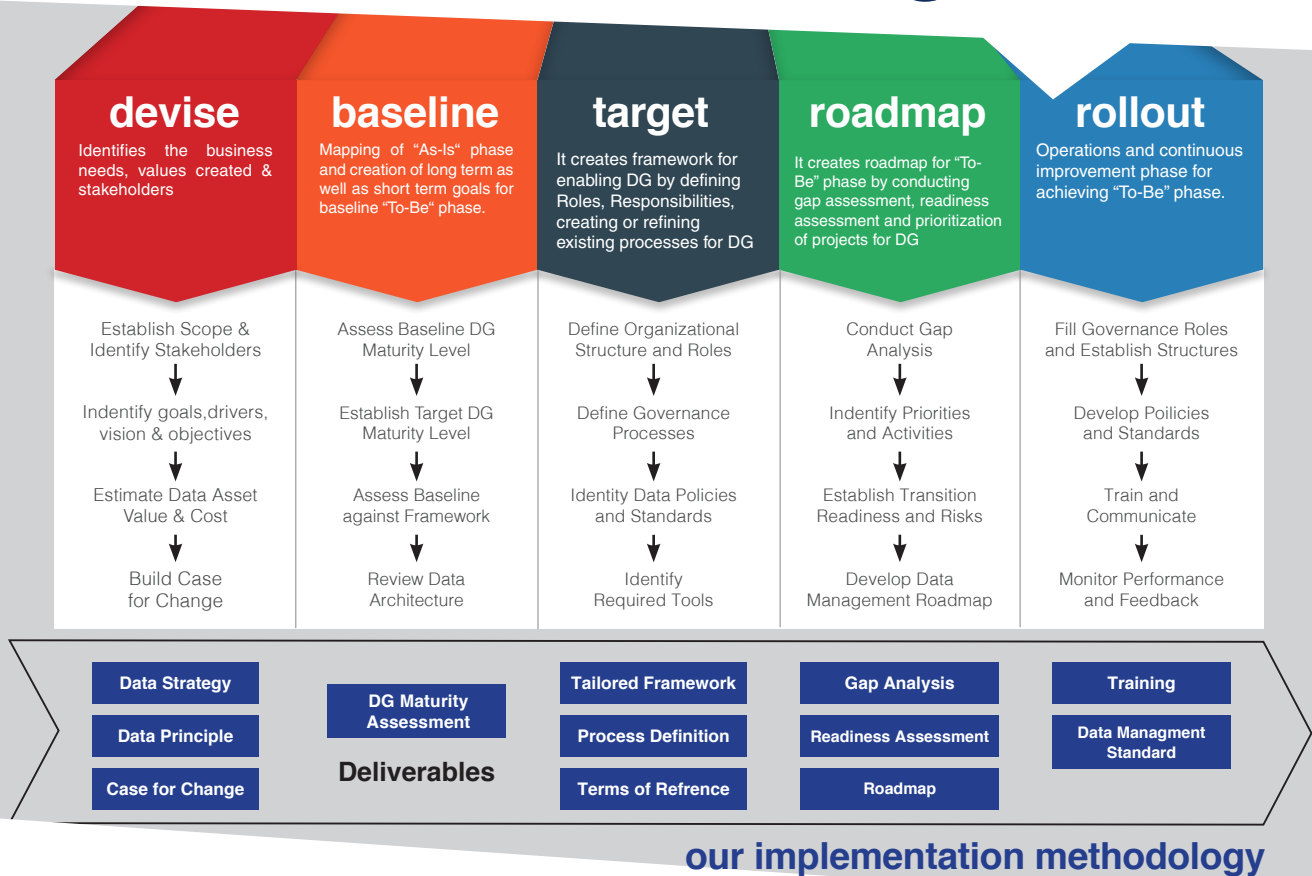 devise
Identifies the business
needs, values created &
stakeholders
baseline
Mapping of "As-Is" phase
and creation of long term as
well as short term goals for
baseline "To-Be" phase.
target
It creates framework for
enabling DG by defining
Roles, Responsibilities,
creating or refining
existing processes for DG
roadmap
It creates roadmap for "To-
Be" phase by conducting
gap assessment, readiness
assessment and prioritization
of projects for DG
rollout
Operations and continuous
improvement phase for
achieving "To-Be" phase.
Establish Scope &
Identify Stakeholders
Indentify goals,drivers,
vision & objectives
Estimate Data Asset
Value & Cost
Build Case
for Change
Assess Baseline DG
Maturity Level
Establish Target DG
Maturity Level
Assess Baseline
against Framework
Review Data
Architecture
Define Organizational
Structure and Roles
Define Governance
Processes
Identity Data Policies
and Standards
Identify
Required Tools
Conduct Gap
Analysis
Indentify Priorities
and Activities
Establish Transition
Readiness and Risks
Develop Data
Management Roadmap
Fill Governance Roles
and Establish Structures
Develop Poilicies
and Standards
Train and
Communicate
Monitor Performance
and Feedback
Data Strategy
Data Principle
Case for Change
DG Maturity
Assessment
Deliverables
Tailored Framework
Process Definition
Terms of Refrence
Gap Analysis
Readiness Assessment
Roadmap
Training
Data Managment
Standard
our implementation methodology